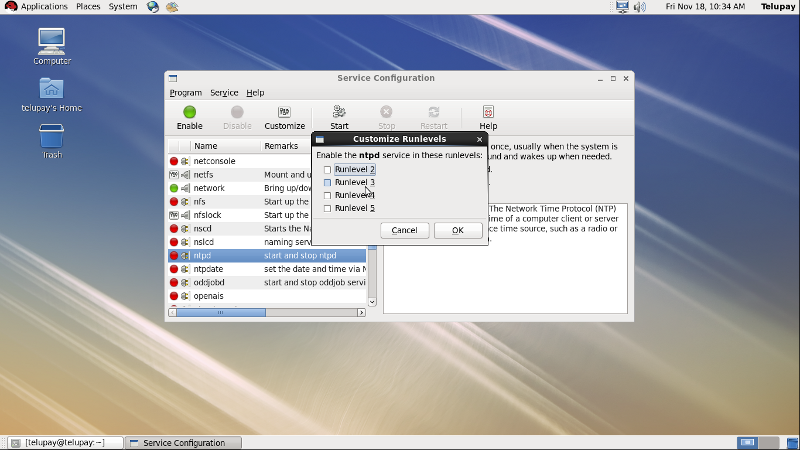 Applications Places System
Fri Nov 18, 10:34 AM Telupay
Computer
telupay's Home
Trash
Service Configuration
Program Service Help
Enable Disable Customize Start Stop Restart Help
Name Remarks
netconsole
netfs Mount and u
network Bring up/dow
nfs Start up the
nfslock Start up the
nscd Starts the Na
nslcd naming serv
ntpd start and stop ntpd
ntpdate set the date and time via N
oddjobd start and stop oddjob servi
openais
once, usually when the system is
und and wakes up when needed.
The Network Time Protocol (NTP)
ime of a computer client or server
ce time source, such as a radio or
Customize Runlevels
Enable the ntpd service in these runlevels:
Runlevel 2
Runlevel 3
Runlevel 4
Runlevel 5
Cancel OK
[telupay@telupay:~]
Service Configuration